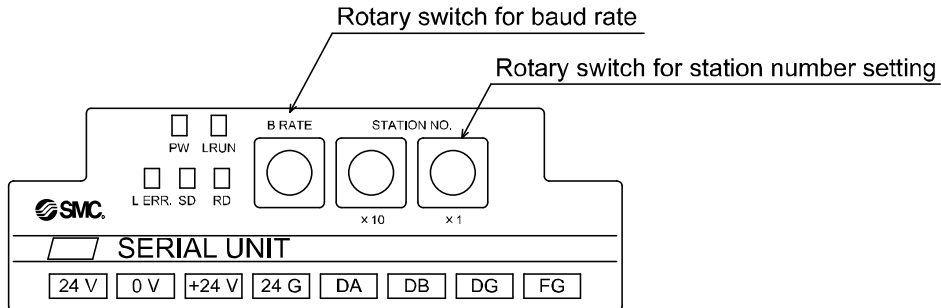 Rotary switch for baud rate
Rotary switch for station number setting
B RATE STATION NO.
PW LRUN
L ERR. SD RD
×10 ×1
SMC.
SERIAL UNIT
24 V 0 V +24 V 24 G DA DB DG FG